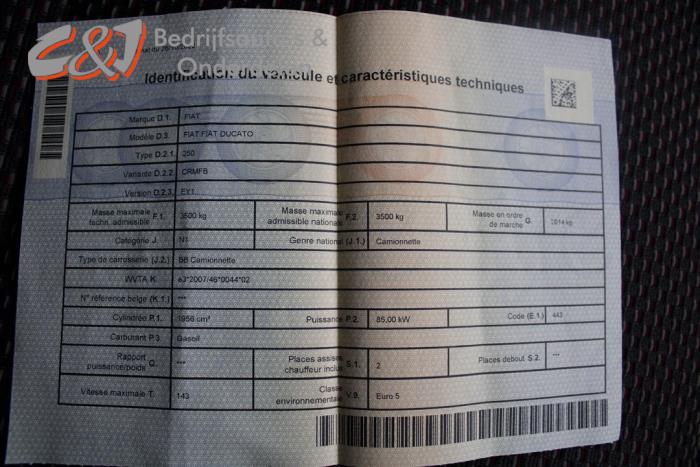 C&J Bedrijfsauto's &
Identification du véhicule et caractéristiques techniques
Marque D.1. FIAT
Modèle D.3. FIAT FIAT DUCATO
Type D.2.1. 250
Variante D.2.2. CRMFB
Version D.2.3. EY1
Masse maximale techn. admissible F.1. 3500 kg Masse maximale admissible nationale F.2. 3500 kg Masse en ordre de marche G. 2014 kg
Catégorie J. N1 Genre national (J.1.) Camionnette
Type de carrosserie (J.2.) BB Camionnette
WVTA K. e3*2007/46*0044*02
N° référence belge (K.1.) ***
Cylindrée P.1. 1956 cm³ Puissance P.2. 85,00 kW Code (E.1.) 443
Carburant P.3. Gasoil
Rapport puissance/poids Q. *** Places assises chauffeur inclus S.1. 2 Places debout S.2. ***
Vitesse maximale T. 143 Classe environnementale V.9. Euro 5